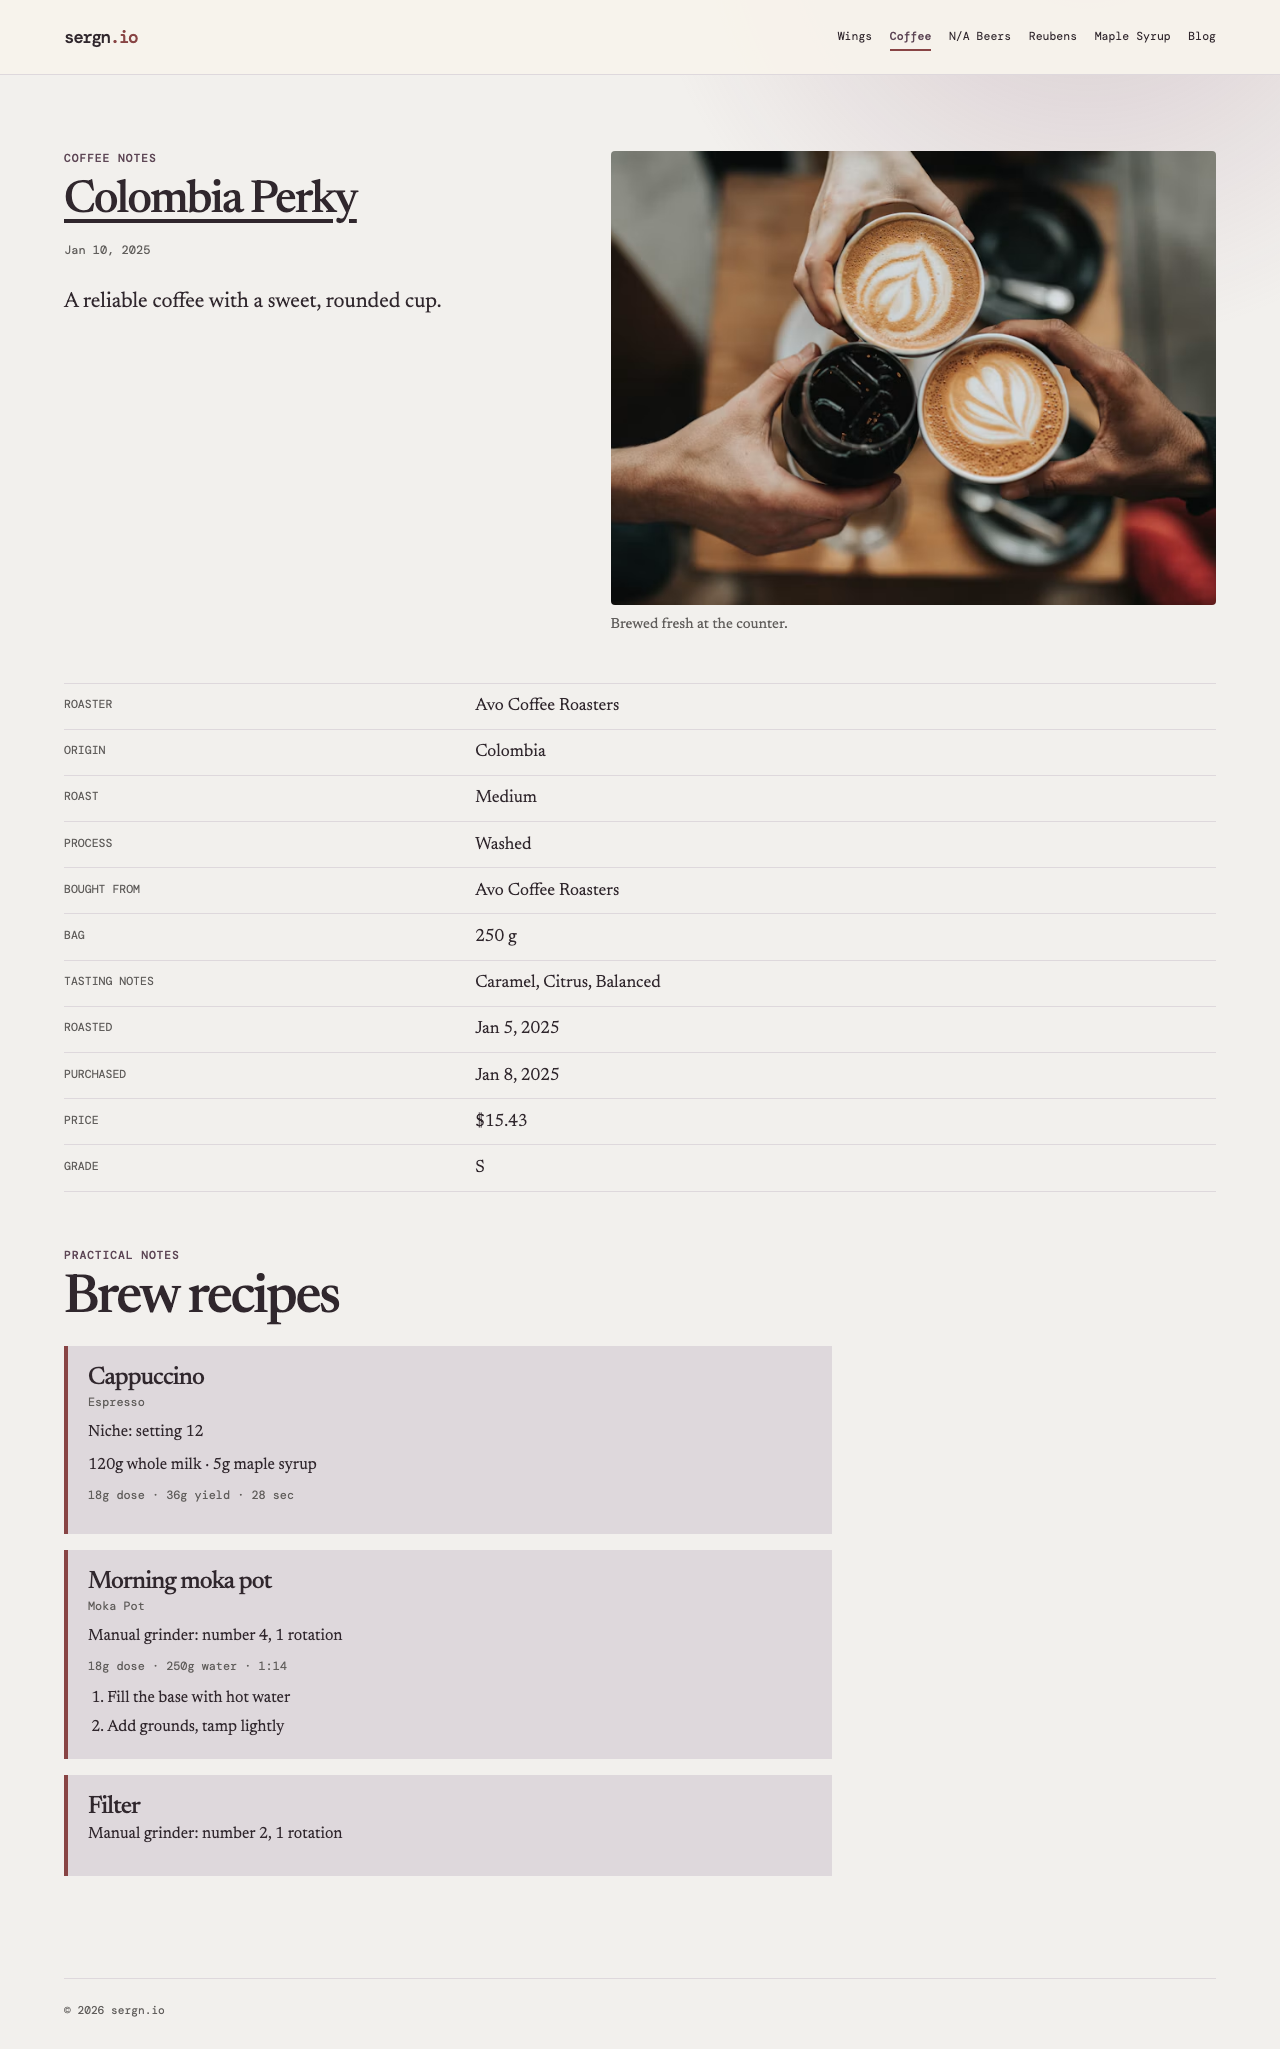 sergn.io
Wings Coffee N/A Beers Reubens Maple Syrup Blog
COFFEE NOTES
Colombia Perky
Jan 10, 2025
A reliable coffee with a sweet, rounded cup.
Brewed fresh at the counter.
ROASTER Avo Coffee Roasters
ORIGIN Colombia
ROAST Medium
PROCESS Washed
BOUGHT FROM Avo Coffee Roasters
BAG 250 g
TASTING NOTES Caramel, Citrus, Balanced
ROASTED Jan 5, 2025
PURCHASED Jan 8, 2025
PRICE $15.43
GRADE S
PRACTICAL NOTES
Brew recipes
Cappuccino
Espresso
Niche: setting 12
120g whole milk · 5g maple syrup
18g dose · 36g yield · 28 sec
Morning moka pot
Moka Pot
Manual grinder: number 4, 1 rotation
18g dose · 250g water · 1:14
1. Fill the base with hot water
2. Add grounds, tamp lightly
Filter
Manual grinder: number 2, 1 rotation
© 2026 sergn.io